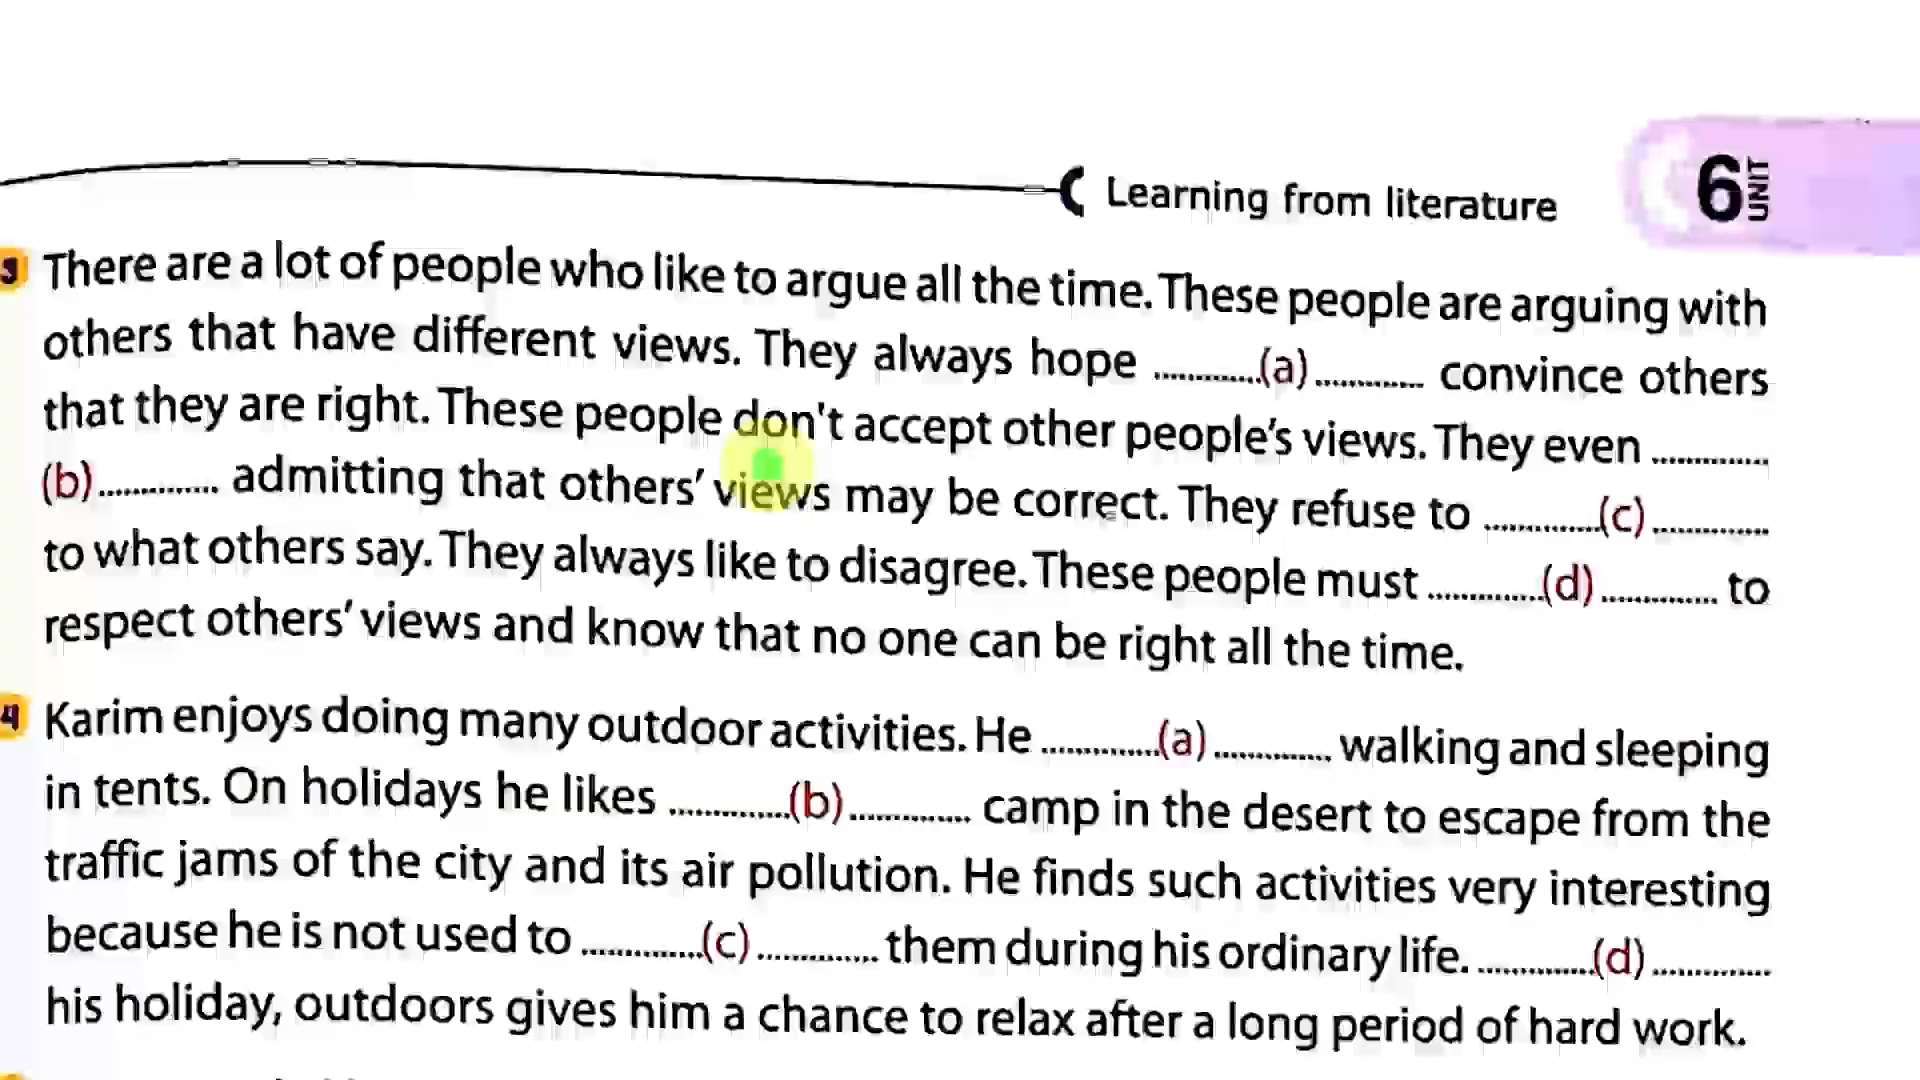 Learning from literature
6 UNIT
3 There are a lot of people who like to argue all the time. These people are arguing with
others that have different views. They always hope ............(a)............ convince others
that they are right. These people don't accept other people's views. They even ............
(b)............ admitting that others' views may be correct. They refuse to ............(c)............
to what others say. They always like to disagree. These people must ............(d)............ to
respect others' views and know that no one can be right all the time.
4 Karim enjoys doing many outdoor activities. He ............(a)............ walking and sleeping
in tents. On holidays he likes ............(b)............ camp in the desert to escape from the
traffic jams of the city and its air pollution. He finds such activities very interesting
because he is not used to ............(c)............ them during his ordinary life. ............(d)............
his holiday, outdoors gives him a chance to relax after a long period of hard work.